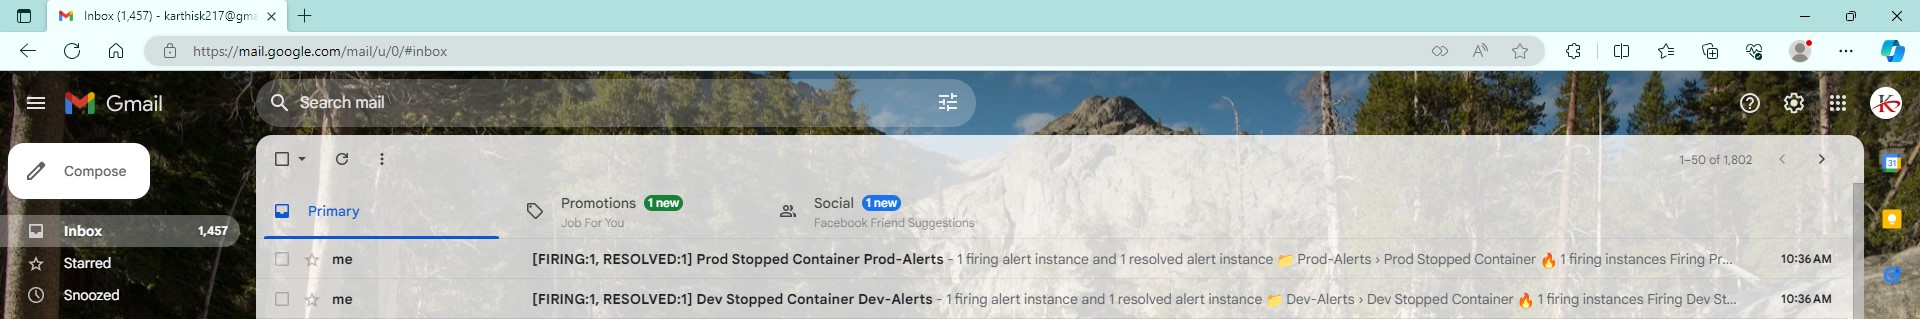 Inbox (1,457) - karthisk217@gma
https://mail.google.com/mail/u/0/#inbox
Gmail
Search mail
Compose
1–50 of 1,802
Primary
Promotions 1 new
Job For You
Social 1 new
Facebook Friend Suggestions
Inbox 1,457
Starred
Snoozed
me [FIRING:1, RESOLVED:1] Prod Stopped Container Prod-Alerts - 1 firing alert instance and 1 resolved alert instance 📁 Prod-Alerts › Prod Stopped Container 🔥 1 firing instances Firing Pr... 10:36 AM
me [FIRING:1, RESOLVED:1] Dev Stopped Container Dev-Alerts - 1 firing alert instance and 1 resolved alert instance 📁 Dev-Alerts › Dev Stopped Container 🔥 1 firing instances Firing Dev St... 10:36 AM
31
K